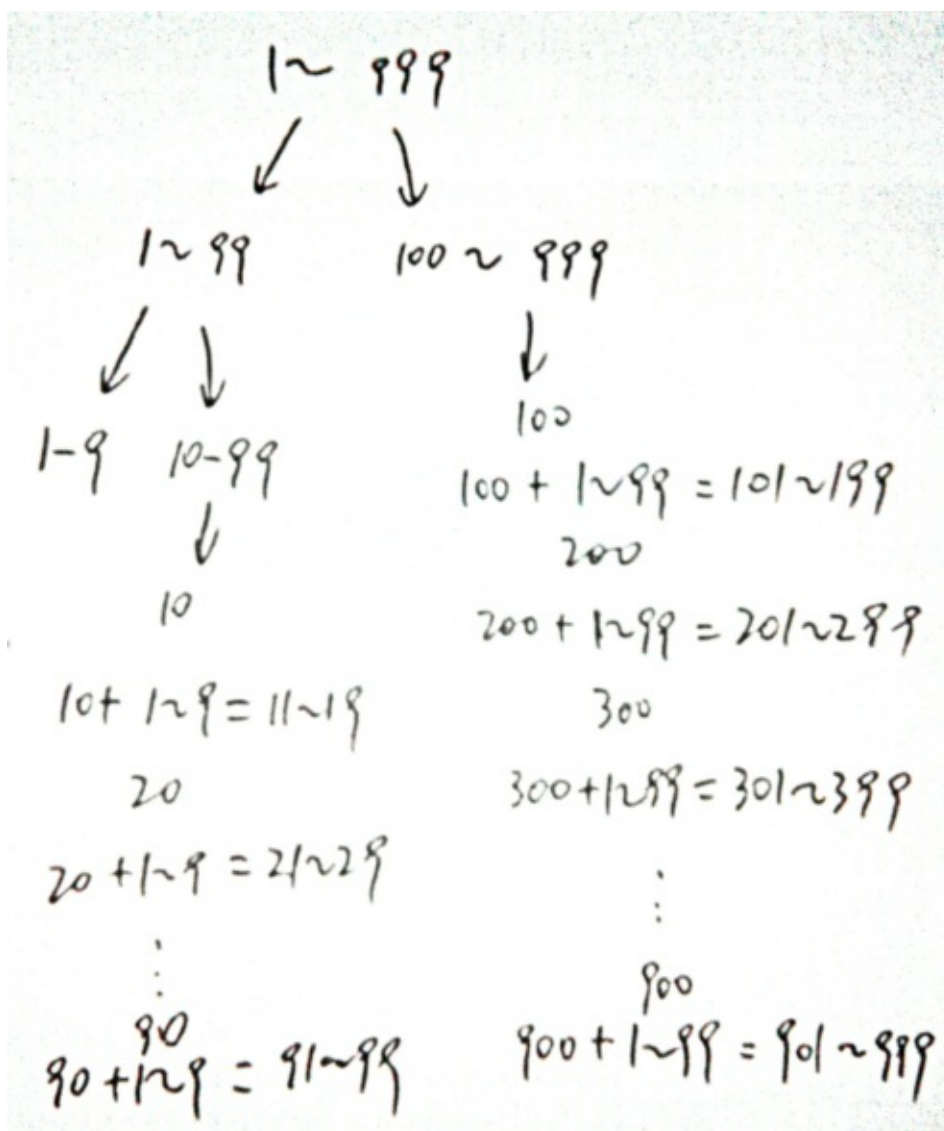 1~ 999
1~99 100 ~ 999
1-9 10-99
100
100 + 1~99 = 101~199
200
200 + 1~99 = 201~299
300
300+1~99 = 301~399
⋮
900
900 + 1~99 = 901 ~ 999
10
10+ 1~9 = 11~19
20
20 +1~9 = 21~29
⋮
90
90 +1~9 = 91~99